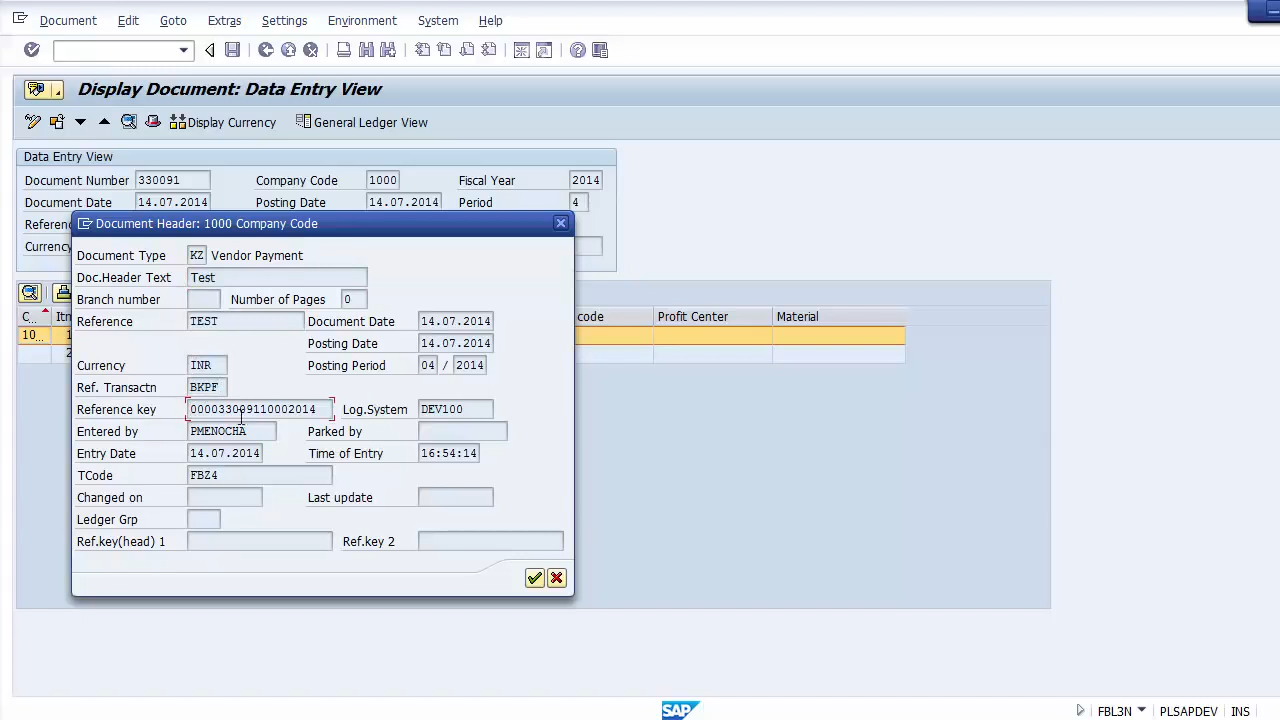 Document Edit Goto Extras Settings Environment System Help
Display Document: Data Entry View
Display Currency General Ledger View
Data Entry View
Document Number 330091 Company Code 1000 Fiscal Year 2014
Document Date 14.07.2014 Posting Date 14.07.2014 Period 4
Document Header: 1000 Company Code
Document Type KZ Vendor Payment
Doc.Header Text Test
Branch number Number of Pages 0
Reference TEST Document Date 14.07.2014
Posting Date 14.07.2014
Currency INR Posting Period 04 / 2014
Ref. Transactn BKPF
Reference key 000033009110002014 Log.System DEV100
Entered by PMENOCHA Parked by
Entry Date 14.07.2014 Time of Entry 16:54:14
TCode FBZ4
Changed on Last update
Ledger Grp
Ref.key(head) 1 Ref.key 2
C.. Itm code Profit Center Material
10... 1
2
SAP FBL3N PLSAPDEV INS